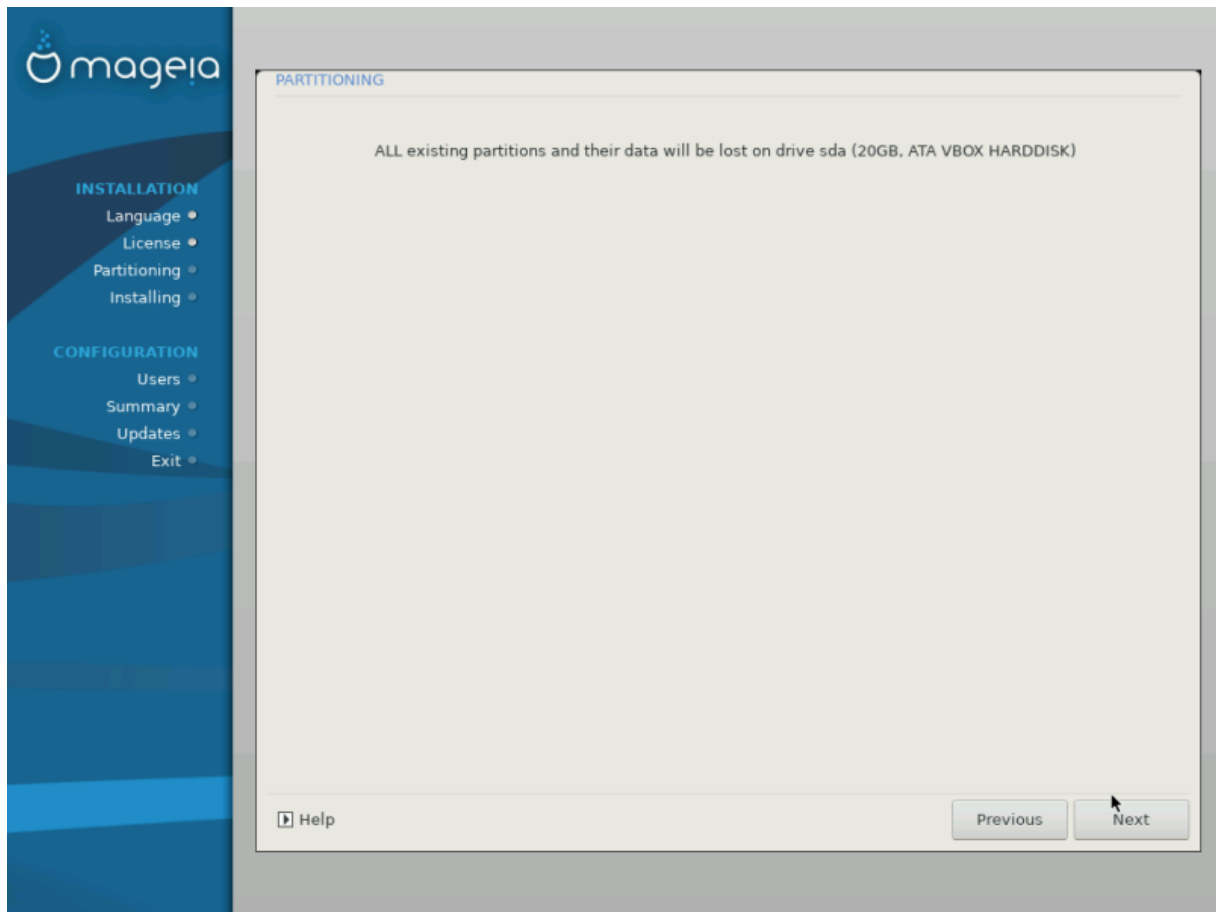 mageia
INSTALLATION
Language
License
Partitioning
Installing
CONFIGURATION
Users
Summary
Updates
Exit
PARTITIONING
ALL existing partitions and their data will be lost on drive sda (20GB, ATA VBOX HARDDISK)
Help
Previous
Next